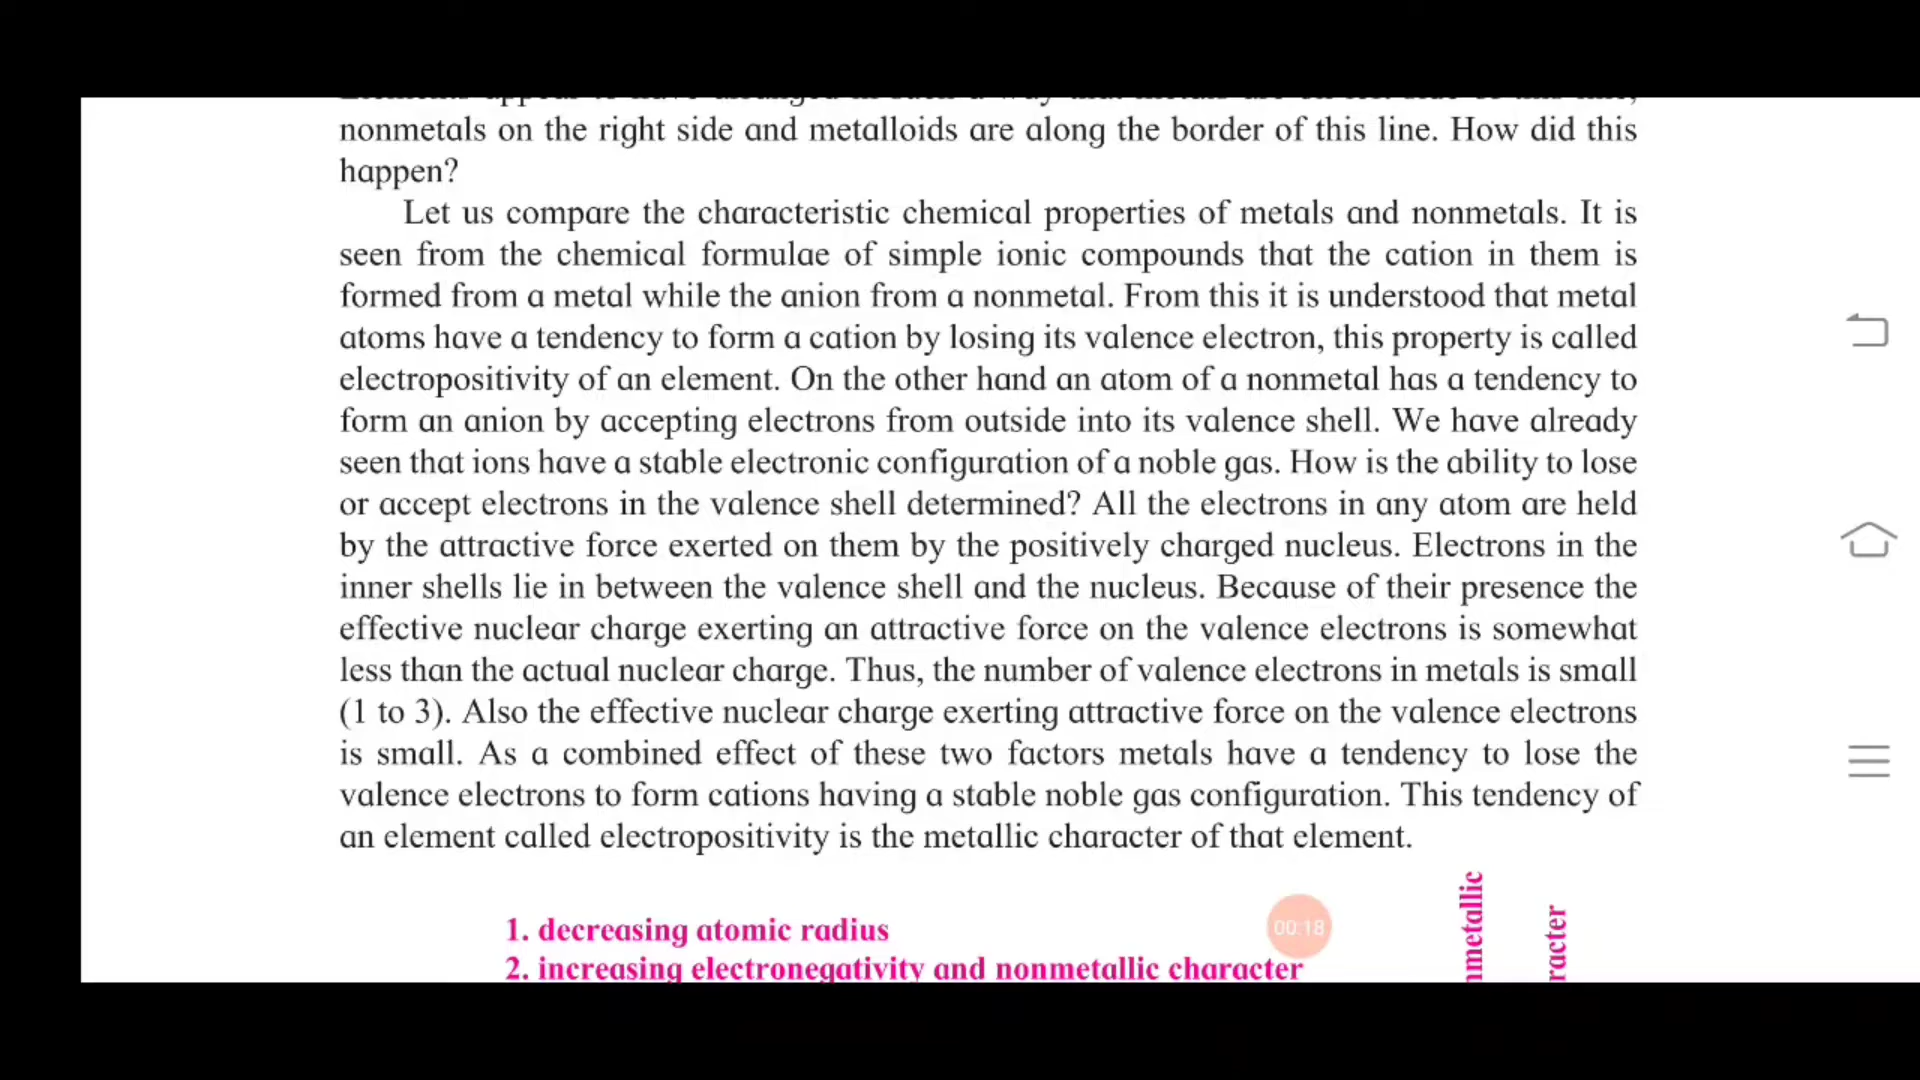 nonmetals on the right side and metalloids are along the border of this line. How did this
happen?
Let us compare the characteristic chemical properties of metals and nonmetals. It is
seen from the chemical formulae of simple ionic compounds that the cation in them is
formed from a metal while the anion from a nonmetal. From this it is understood that metal
atoms have a tendency to form a cation by losing its valence electron, this property is called
electropositivity of an element. On the other hand an atom of a nonmetal has a tendency to
form an anion by accepting electrons from outside into its valence shell. We have already
seen that ions have a stable electronic configuration of a noble gas. How is the ability to lose
or accept electrons in the valence shell determined? All the electrons in any atom are held
by the attractive force exerted on them by the positively charged nucleus. Electrons in the
inner shells lie in between the valence shell and the nucleus. Because of their presence the
effective nuclear charge exerting an attractive force on the valence electrons is somewhat
less than the actual nuclear charge. Thus, the number of valence electrons in metals is small
(1 to 3). Also the effective nuclear charge exerting attractive force on the valence electrons
is small. As a combined effect of these two factors metals have a tendency to lose the
valence electrons to form cations having a stable noble gas configuration. This tendency of
an element called electropositivity is the metallic character of that element.
1. decreasing atomic radius
2. increasing electronegativity and nonmetallic character
00:18
nmetallic
racter